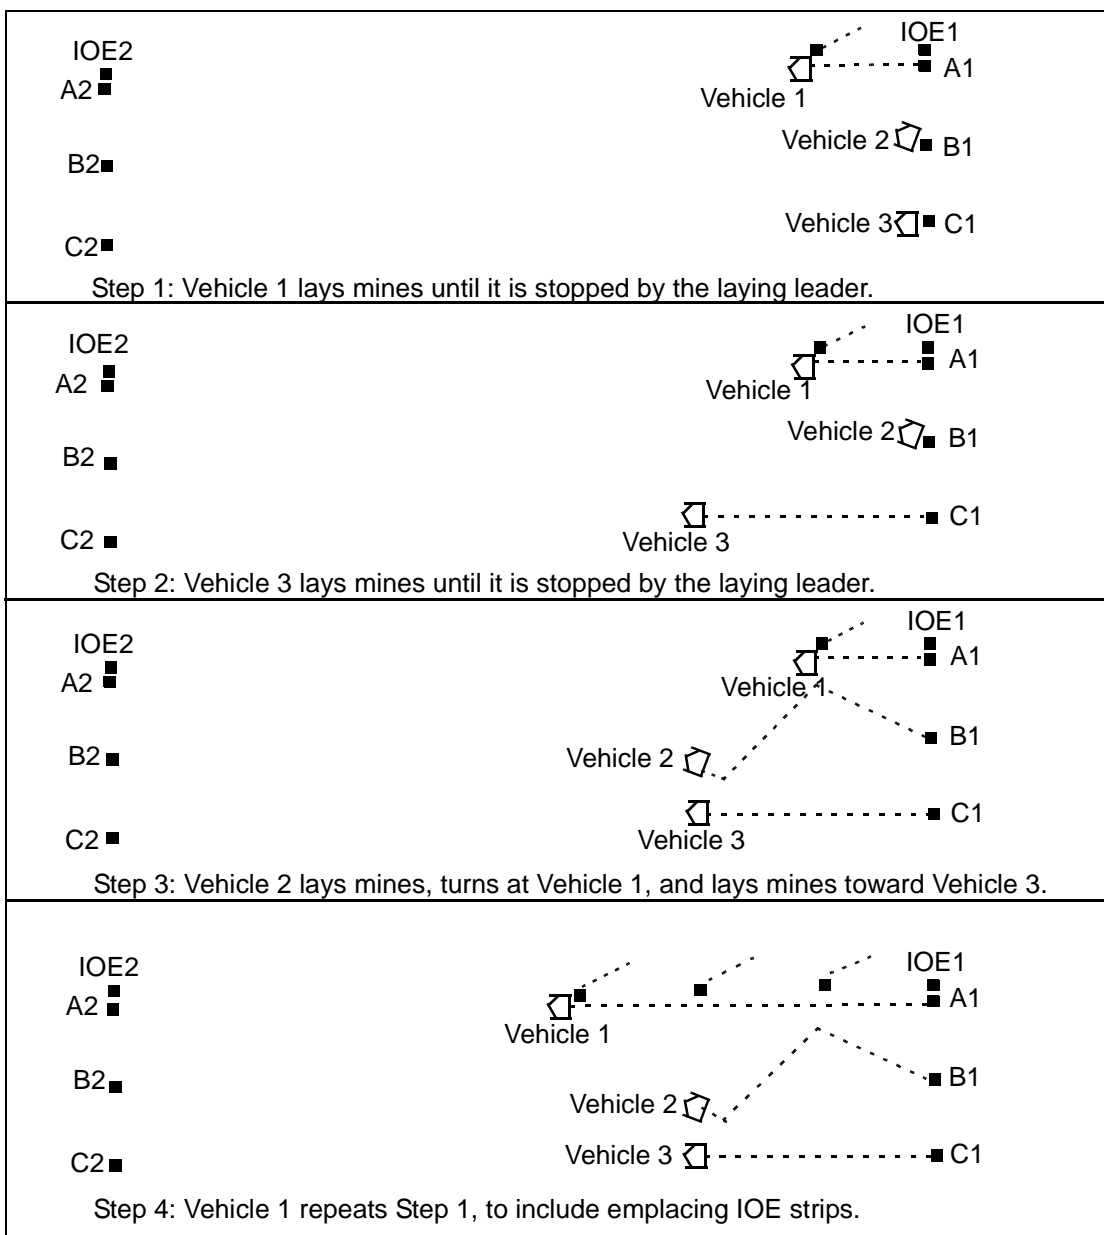 IOE2
IOE1
A2
A1
Vehicle 1
Vehicle 2
B1
B2
Vehicle 3
C1
C2
Step 1: Vehicle 1 lays mines until it is stopped by the laying leader.
IOE2
IOE1
A2
A1
Vehicle 1
Vehicle 2
B1
B2
C1
C2
Vehicle 3
Step 2: Vehicle 3 lays mines until it is stopped by the laying leader.
IOE2
IOE1
A2
A1
Vehicle 1
B2
Vehicle 2
B1
C2
C1
Vehicle 3
Step 3: Vehicle 2 lays mines, turns at Vehicle 1, and lays mines toward Vehicle 3.
IOE2
IOE1
A2
A1
Vehicle 1
B2
B1
Vehicle 2
C2
Vehicle 3
C1
Step 4: Vehicle 1 repeats Step 1, to include emplacing IOE strips.